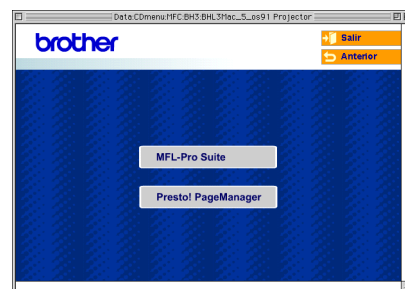 Data:CDmenu:MFC:BH3:BHL3Mac_5_os91 Projector
brother
Salir
Anterior
MFL-Pro Suite
Presto! PageManager